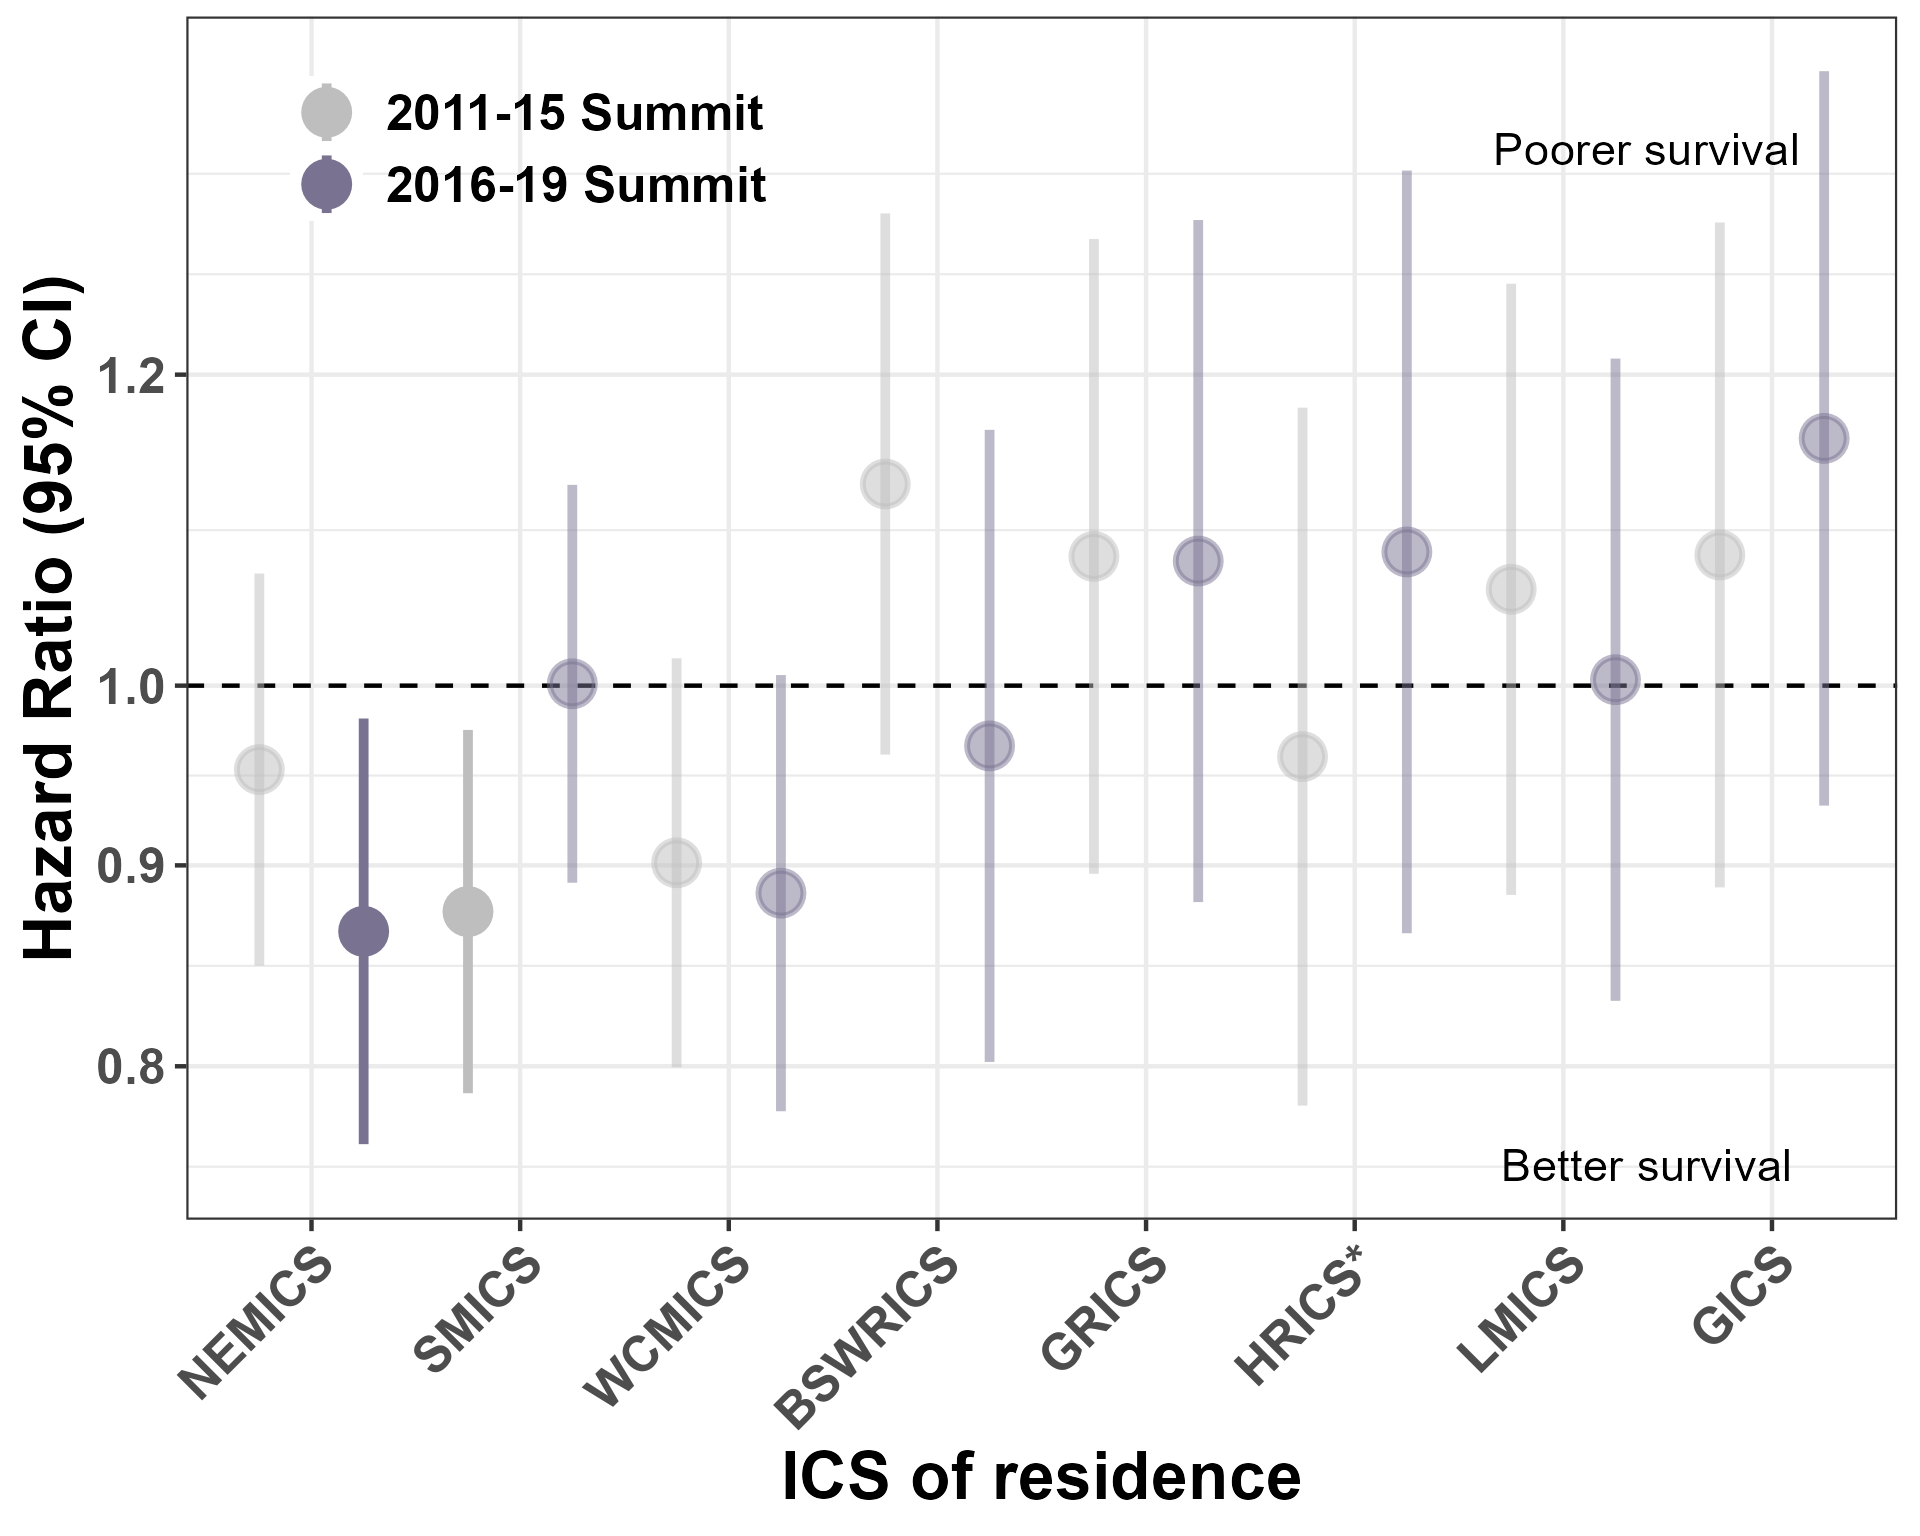 2011-15 Summit
2016-19 Summit
Poorer survival
Better survival
Hazard Ratio (95% CI)
1.2
1.0
0.9
0.8
NEMICS
SMICS
WCMICS
BSWRICS
GRICS
HRICS*
LMICS
GICS
ICS of residence